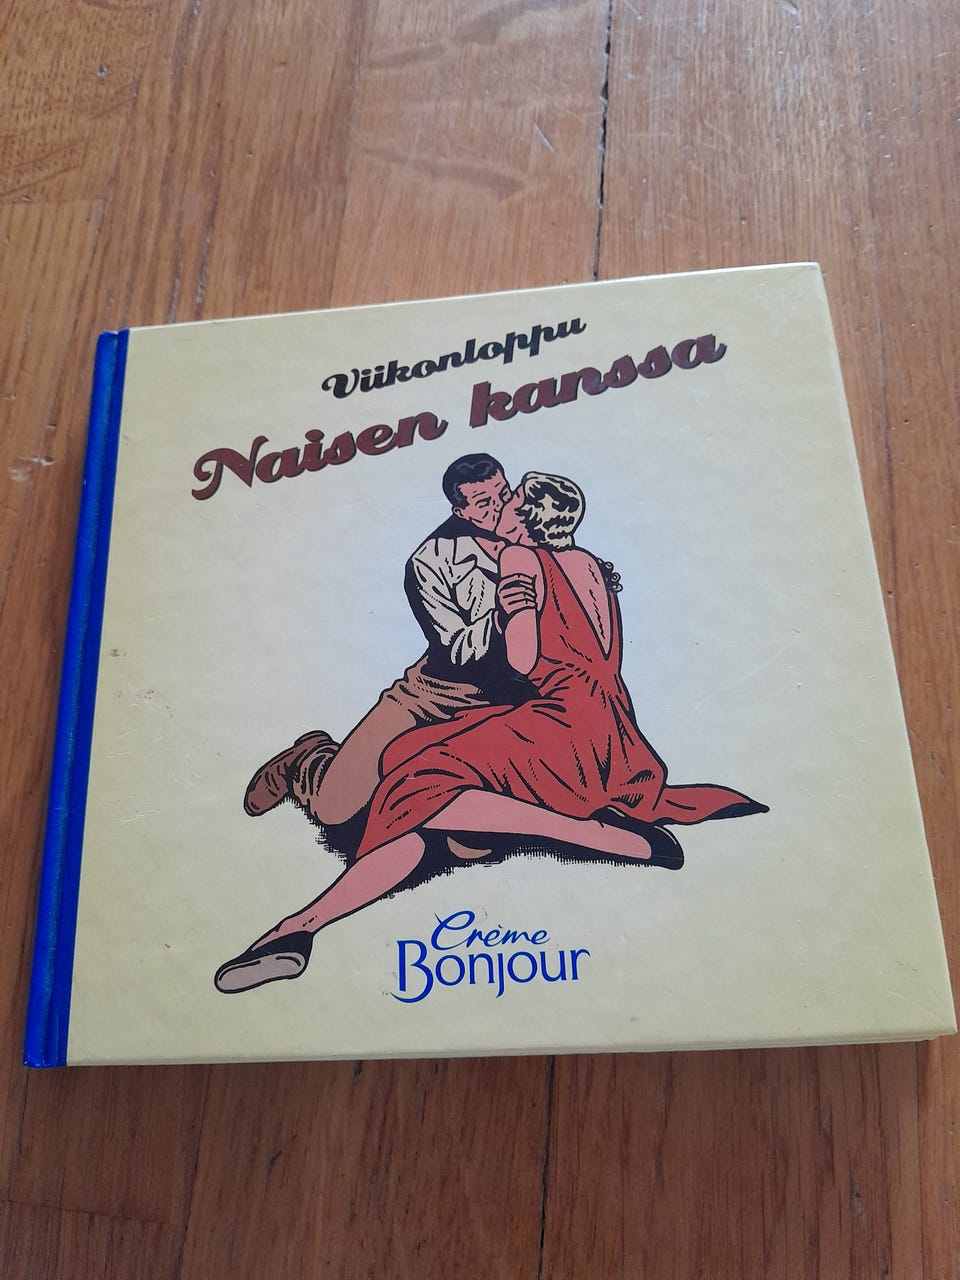 Viikonloppu
Naisen kanssa
Crème
Bonjour